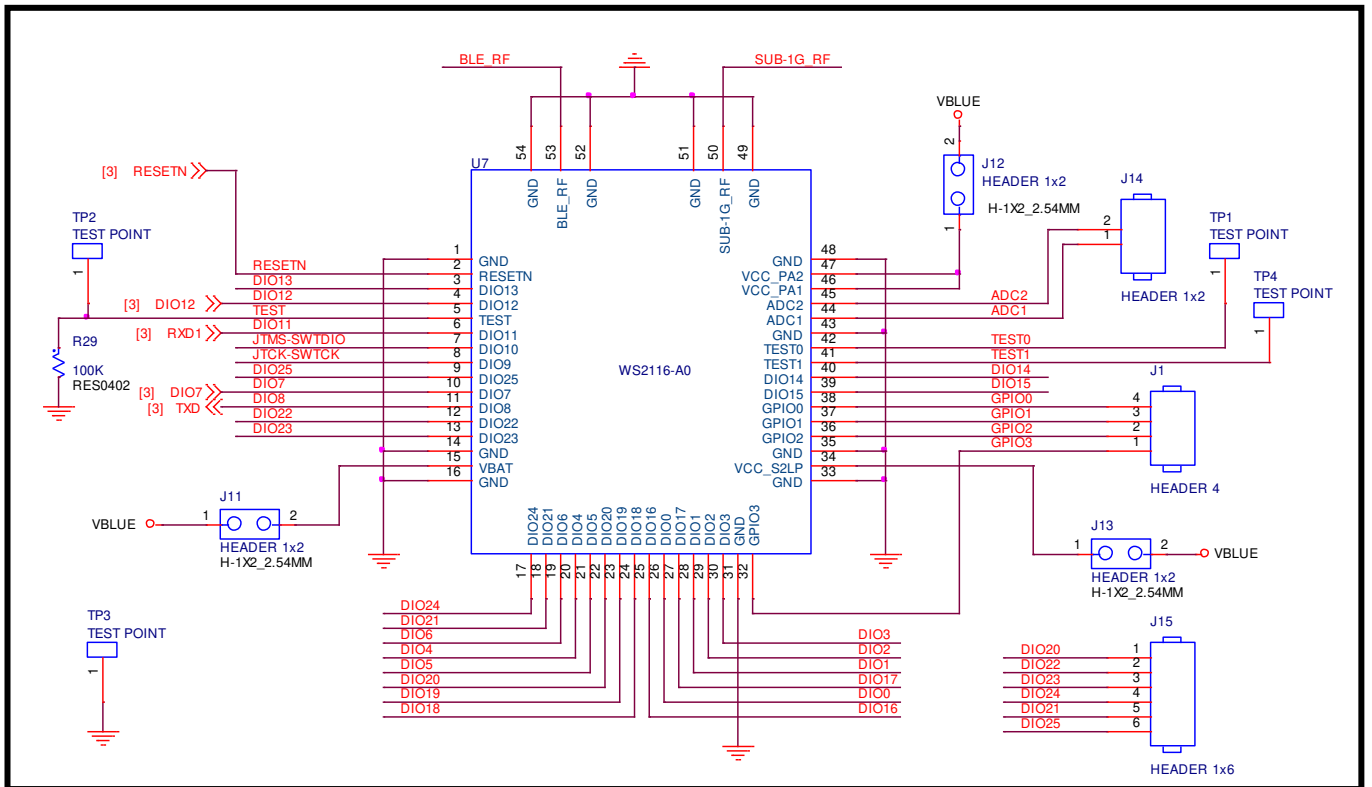 BLE_RF
SUB-1G_RF
VBLUE
2
J12
HEADER 1x2
H-1X2_2.54MM
1
54
53
52
51
50
49
U7
GND
BLE_RF
GND
GND
SUB-1G_RF
GND
[3] RESETN
TP2
TEST POINT
1
J14
2
1
HEADER 1x2
TP1
TEST POINT
1
TP4
TEST POINT
1
1 GND
RESETN 2 RESETN
DIO13 3 DIO13
[3] DIO12 DIO12 4 DIO12
TEST 5 TEST
[3] RXD1 DIO11 6 DIO11
JTMS-SWTDIO 7 DIO10
JTCK-SWTCK 8 DIO9
DIO25 9 DIO25
[3] DIO7 DIO7 10 DIO7
[3] TXD DIO8 11 DIO8
DIO22 12 DIO22
DIO23 13 DIO23
14 GND
15 VBAT
16 GND
R29
100K
RES0402
WS2116-A0
GND 48
VCC_PA2 47
VCC_PA1 46
ADC2 45 ADC2
ADC1 44 ADC1
GND 43
TEST0 42 TEST0
TEST1 41 TEST1
DIO14 40 DIO14
DIO15 39 DIO15
GPIO0 38 GPIO0
GPIO1 37 GPIO1
GPIO2 36 GPIO2
GND 35 GPIO3
VCC_S2LP 34
GND 33
J1
4
3
2
1
HEADER 4
J11
VBLUE 1 2
HEADER 1x2
H-1X2_2.54MM
DIO24
DIO21
DIO6
DIO4
DIO5
DIO20
DIO19
DIO18
DIO16
DIO0
DIO17
DIO1
DIO2
DIO3
GND
GPIO3
17
18
19
20
21
22
23
24
25
26
27
28
29
30
31
32
J13
1 2 VBLUE
HEADER 1x2
H-1X2_2.54MM
TP3
TEST POINT
1
DIO24
DIO21
DIO6
DIO4
DIO5
DIO20
DIO19
DIO18
DIO3
DIO2
DIO1
DIO17
DIO0
DIO16
J15
DIO20 1
DIO22 2
DIO23 3
DIO24 4
DIO21 5
DIO25 6
HEADER 1x6